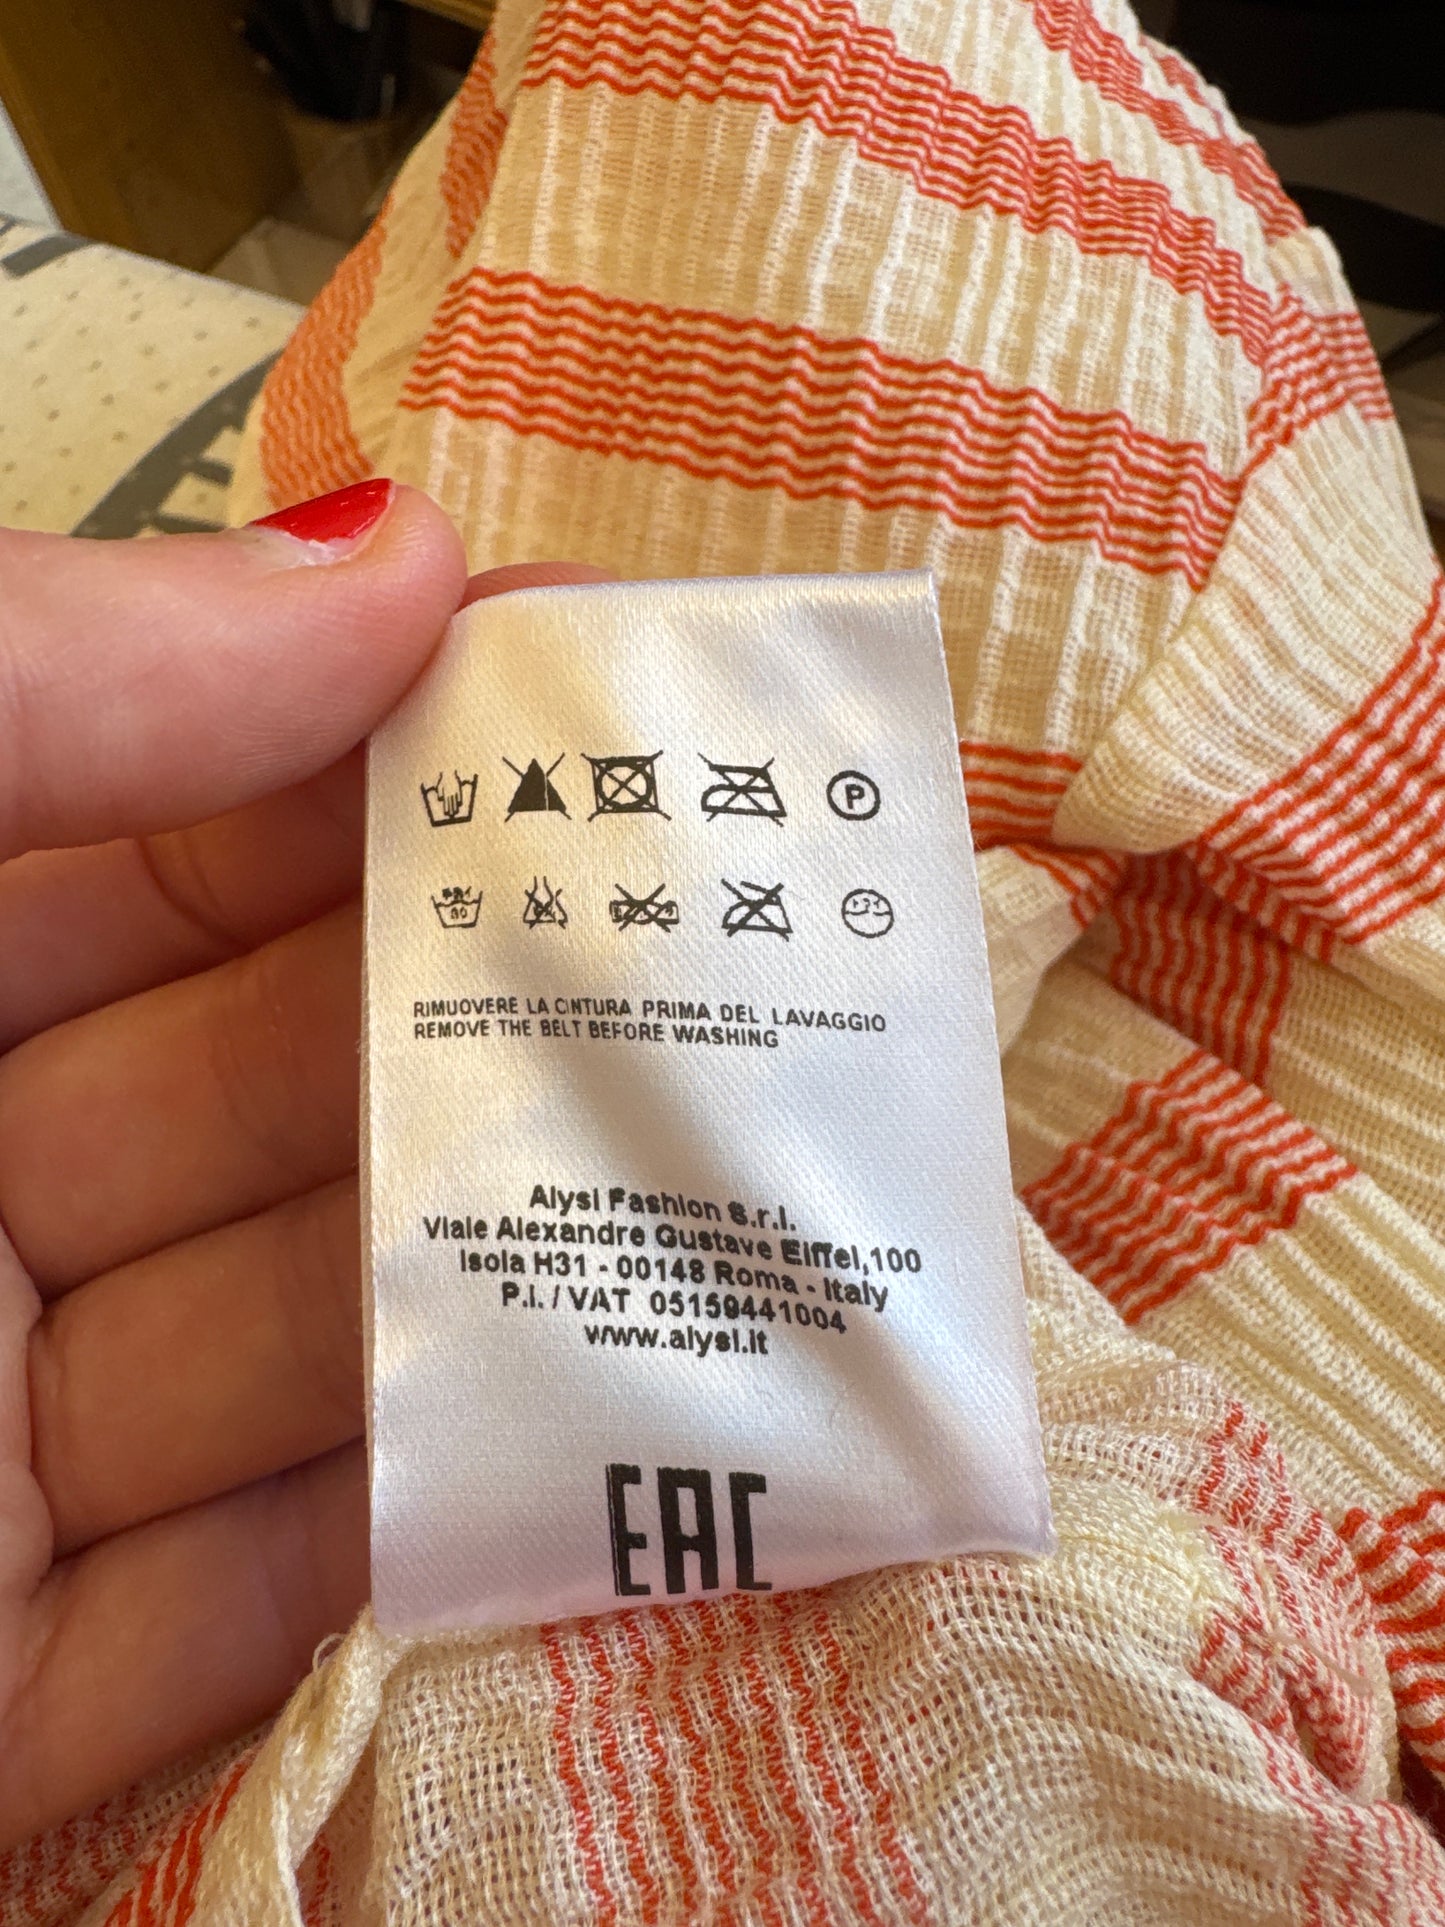 P
RIMUOVERE LA CINTURA PRIMA DEL LAVAGGIO
REMOVE THE BELT BEFORE WASHING
Alysi Fashion S.r.l.
Viale Alexandre Gustave Eiffel,100
Isola H31 - 00148 Roma - Italy
P.I. / VAT 05159441004
www.alysi.it
EAC